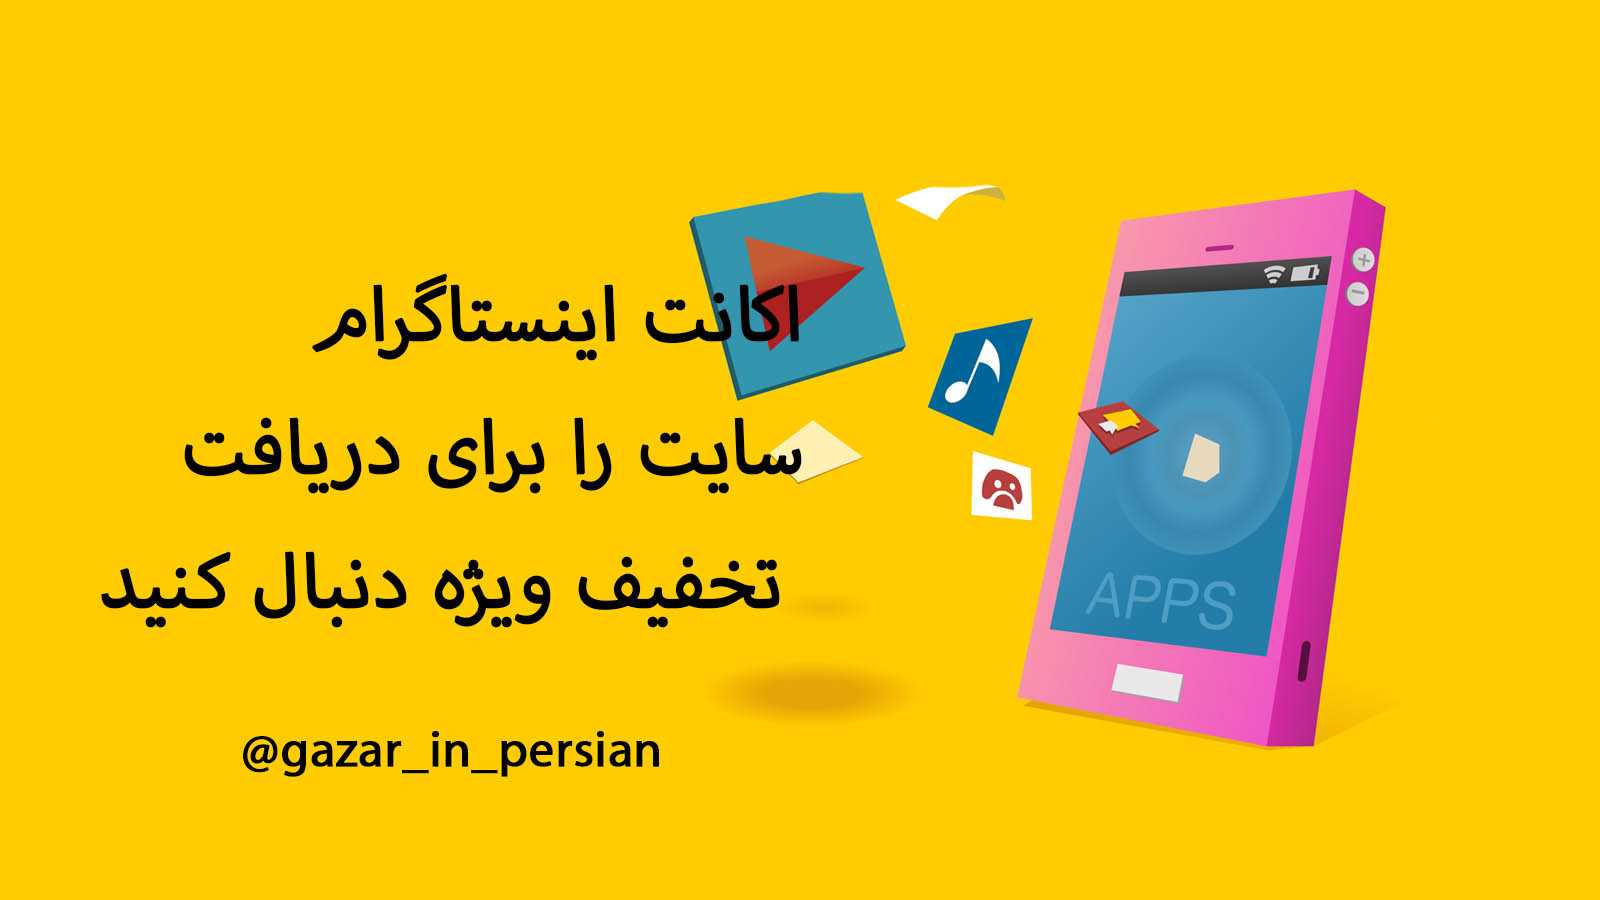 اکانت اینستاگرام
سایت را برای دریافت
تخفیف ویژه دنبال کنید
@gazar_in_persian
APPS